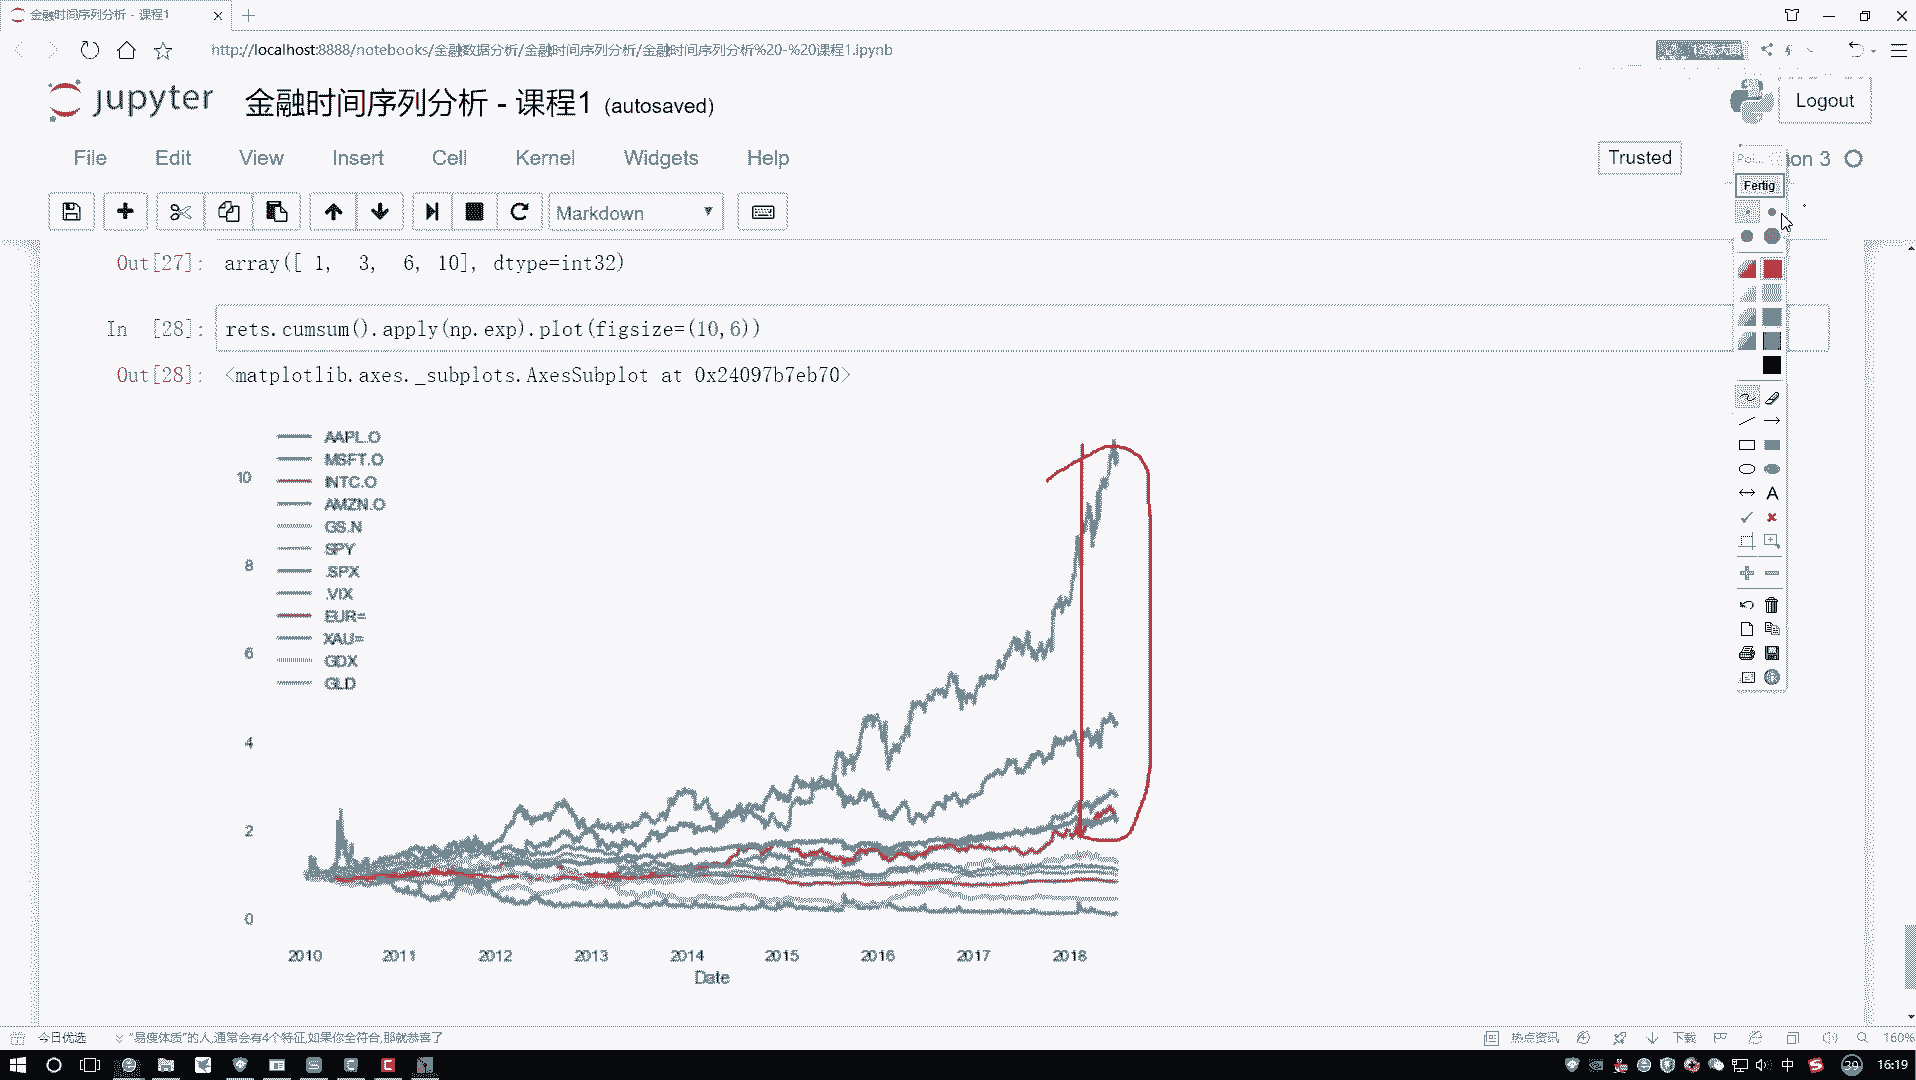 金融时间序列分析 - 课程1
http://localhost:8888/notebooks/金融数据分析/金融时间序列分析/金融时间序列分析%20-%20课程1.ipynb
jupyter 金融时间序列分析 - 课程1 (autosaved)
Logout
File Edit View Insert Cell Kernel Widgets Help
Trusted
on 3
Fertig
Markdown
Out[27]: array([ 1, 3, 6, 10], dtype=int32)
In [28]: rets.cumsum().apply(np.exp).plot(figsize=(10,6))
Out[28]: <matplotlib.axes._subplots.AxesSubplot at 0x24097b7eb70>
AAPL.O
MSFT.O
INTC.O
AMZN.O
GS.N
SPY
.SPX
.VIX
EUR=
XAU=
GDX
GLD
10
8
6
4
2
0
2010 2011 2012 2013 2014 2015 2016 2017 2018
Date
今日优选 "易瘦体质"的人,通常会有4个特征,如果你全符合,那就恭喜了
热点资讯 下载 160%
中 39 16:19